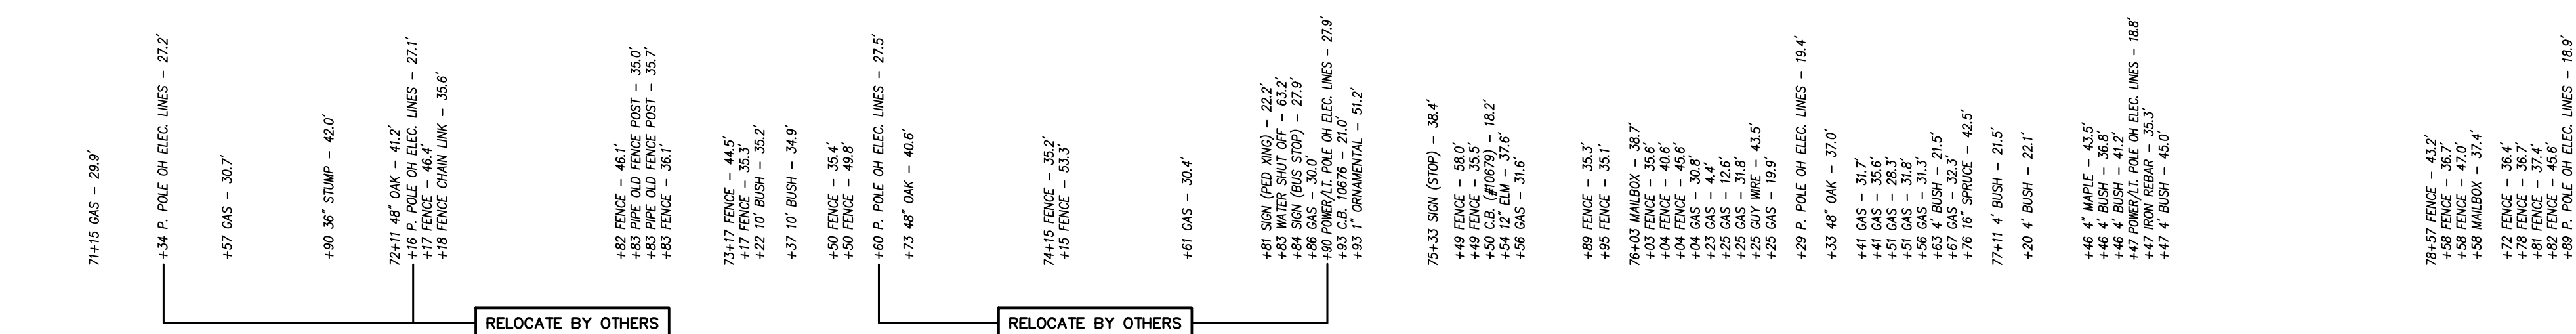 71+15 GAS – 29.9′
+34 P. POLE OH ELEC. LINES – 27.2′
+57 GAS – 30.7′
+90 36″ STUMP – 42.0′
72+11 48″ OAK – 41.2′
+16 P. POLE OH ELEC. LINES – 27.1′
+17 FENCE – 46.4′
+18 FENCE CHAIN LINK – 35.6′
+82 FENCE – 46.1′
+83 PIPE OLD FENCE POST – 35.0′
+83 PIPE OLD FENCE POST – 35.7′
+83 FENCE – 36.1′
73+17 FENCE – 44.5′
+17 FENCE – 35.3′
+22 10′ BUSH – 35.2′
+37 10′ BUSH – 34.9′
+50 FENCE – 35.4′
+50 FENCE – 49.8′
+60 P. POLE OH ELEC. LINES – 27.5′
+73 48″ OAK – 40.6′
74+15 FENCE – 35.2′
+15 FENCE – 53.3′
+61 GAS – 30.4′
+81 SIGN (PED XING) – 22.2′
+83 WATER SHUT OFF – 63.2′
+84 SIGN (BUS STOP) – 27.9′
+86 GAS – 30.0′
+90 POWER/LT. POLE OH ELEC. LINES – 27.9′
+93 C.B. 10676 – 21.0′
+93 1″ ORNAMENTAL – 51.2′
75+33 SIGN (STOP) – 38.4′
+49 FENCE – 58.0′
+49 FENCE – 35.5′
+50 C.B. (#10679) – 18.2′
+54 12″ ELM – 37.6′
+56 GAS – 31.6′
+89 FENCE – 35.3′
+95 FENCE – 35.1′
76+03 MAILBOX – 38.7′
+03 FENCE – 35.6′
+04 FENCE – 40.6′
+04 FENCE – 45.6′
+04 GAS – 30.8′
+23 GAS – 4.4′
+25 GAS – 12.6′
+25 GAS – 31.8′
+25 GUY WIRE – 43.5′
+25 GAS – 19.9′
+29 P. POLE OH ELEC. LINES – 19.4′
+33 48″ OAK – 37.0′
+41 GAS – 31.7′
+41 GAS – 35.6′
+51 GAS – 28.3′
+51 GAS – 31.8′
+56 GAS – 31.3′
+63 4′ BUSH – 21.5′
+67 GAS – 32.3′
+76 16″ SPRUCE – 42.5′
77+11 4′ BUSH – 21.5′
+20 4′ BUSH – 22.1′
+46 4″ MAPLE – 43.5′
+46 4′ BUSH – 36.8′
+46 4′ BUSH – 41.2′
+47 POWER/LT. POLE OH ELEC. LINES – 18.8′
+47 IRON REBAR – 35.3′
+47 4′ BUSH – 45.0′
78+57 FENCE – 43.2′
+58 FENCE – 36.7′
+58 FENCE – 47.0′
+58 MAILBOX – 37.4′
+72 FENCE – 36.4′
+78 FENCE – 36.7′
+81 FENCE – 37.4′
+82 FENCE – 45.6′
+89 P. POLE OH ELEC. LINES – 18.9′
RELOCATE BY OTHERS
RELOCATE BY OTHERS